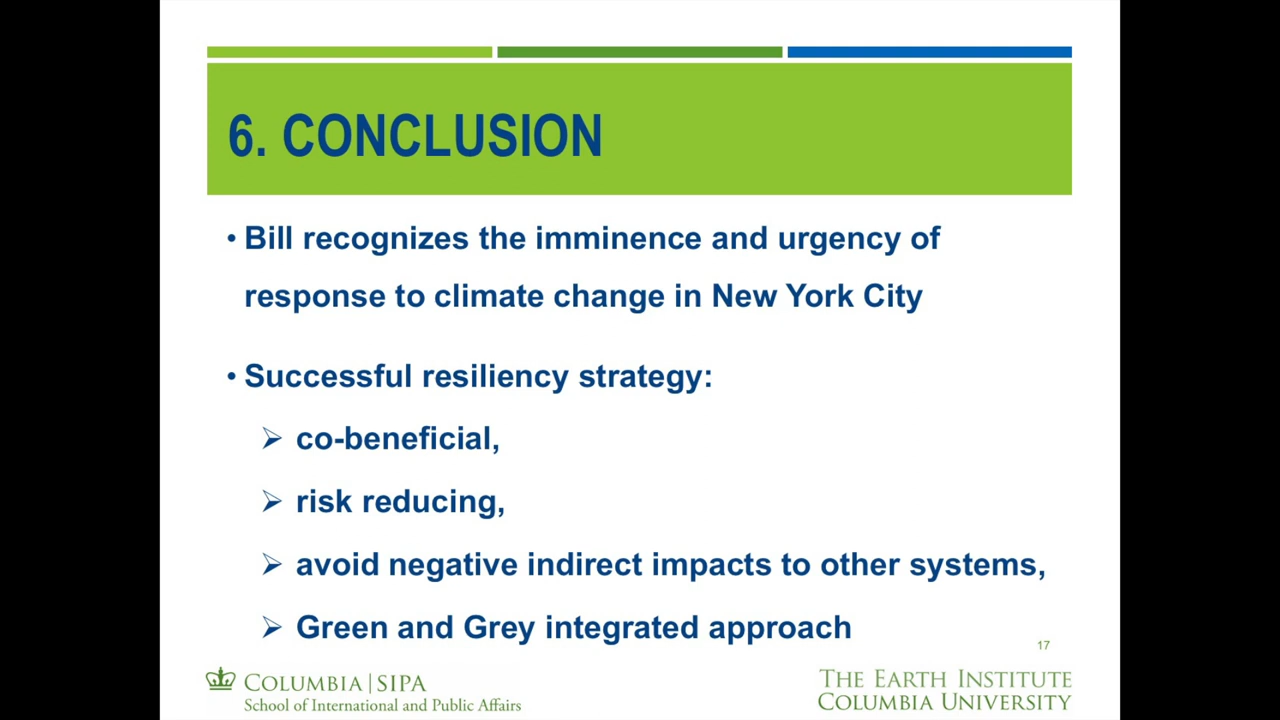 6. CONCLUSION
• Bill recognizes the imminence and urgency of
response to climate change in New York City
• Successful resiliency strategy:
➢ co-beneficial,
➢ risk reducing,
➢ avoid negative indirect impacts to other systems,
➢ Green and Grey integrated approach
17
COLUMBIA | SIPA
School of International and Public Affairs
THE EARTH INSTITUTE
COLUMBIA UNIVERSITY